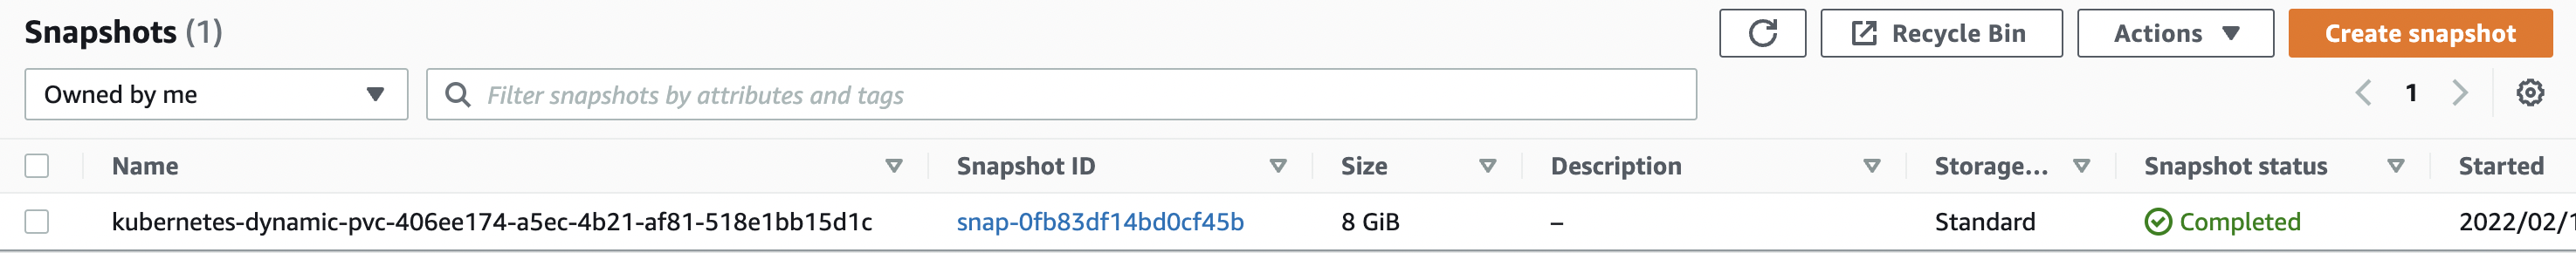 Snapshots (1)
Recycle Bin
Actions
Create snapshot
Owned by me
Filter snapshots by attributes and tags
1
Name Snapshot ID Size Description Storage... Snapshot status Started
kubernetes-dynamic-pvc-406ee174-a5ec-4b21-af81-518e1bb15d1c snap-0fb83df14bd0cf45b 8 GiB – Standard Completed 2022/02/1